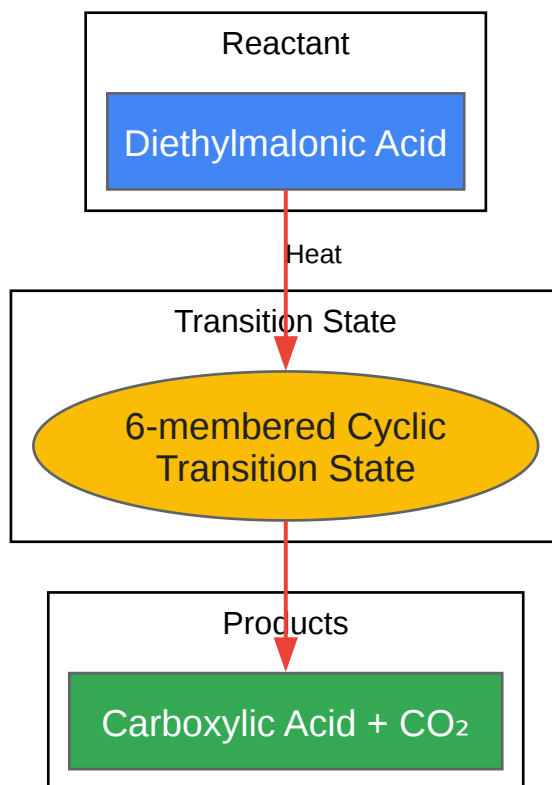 Reactant
Diethylmalonic Acid
Heat
Transition State
6-membered Cyclic
Transition State
Products
Carboxylic Acid + CO₂